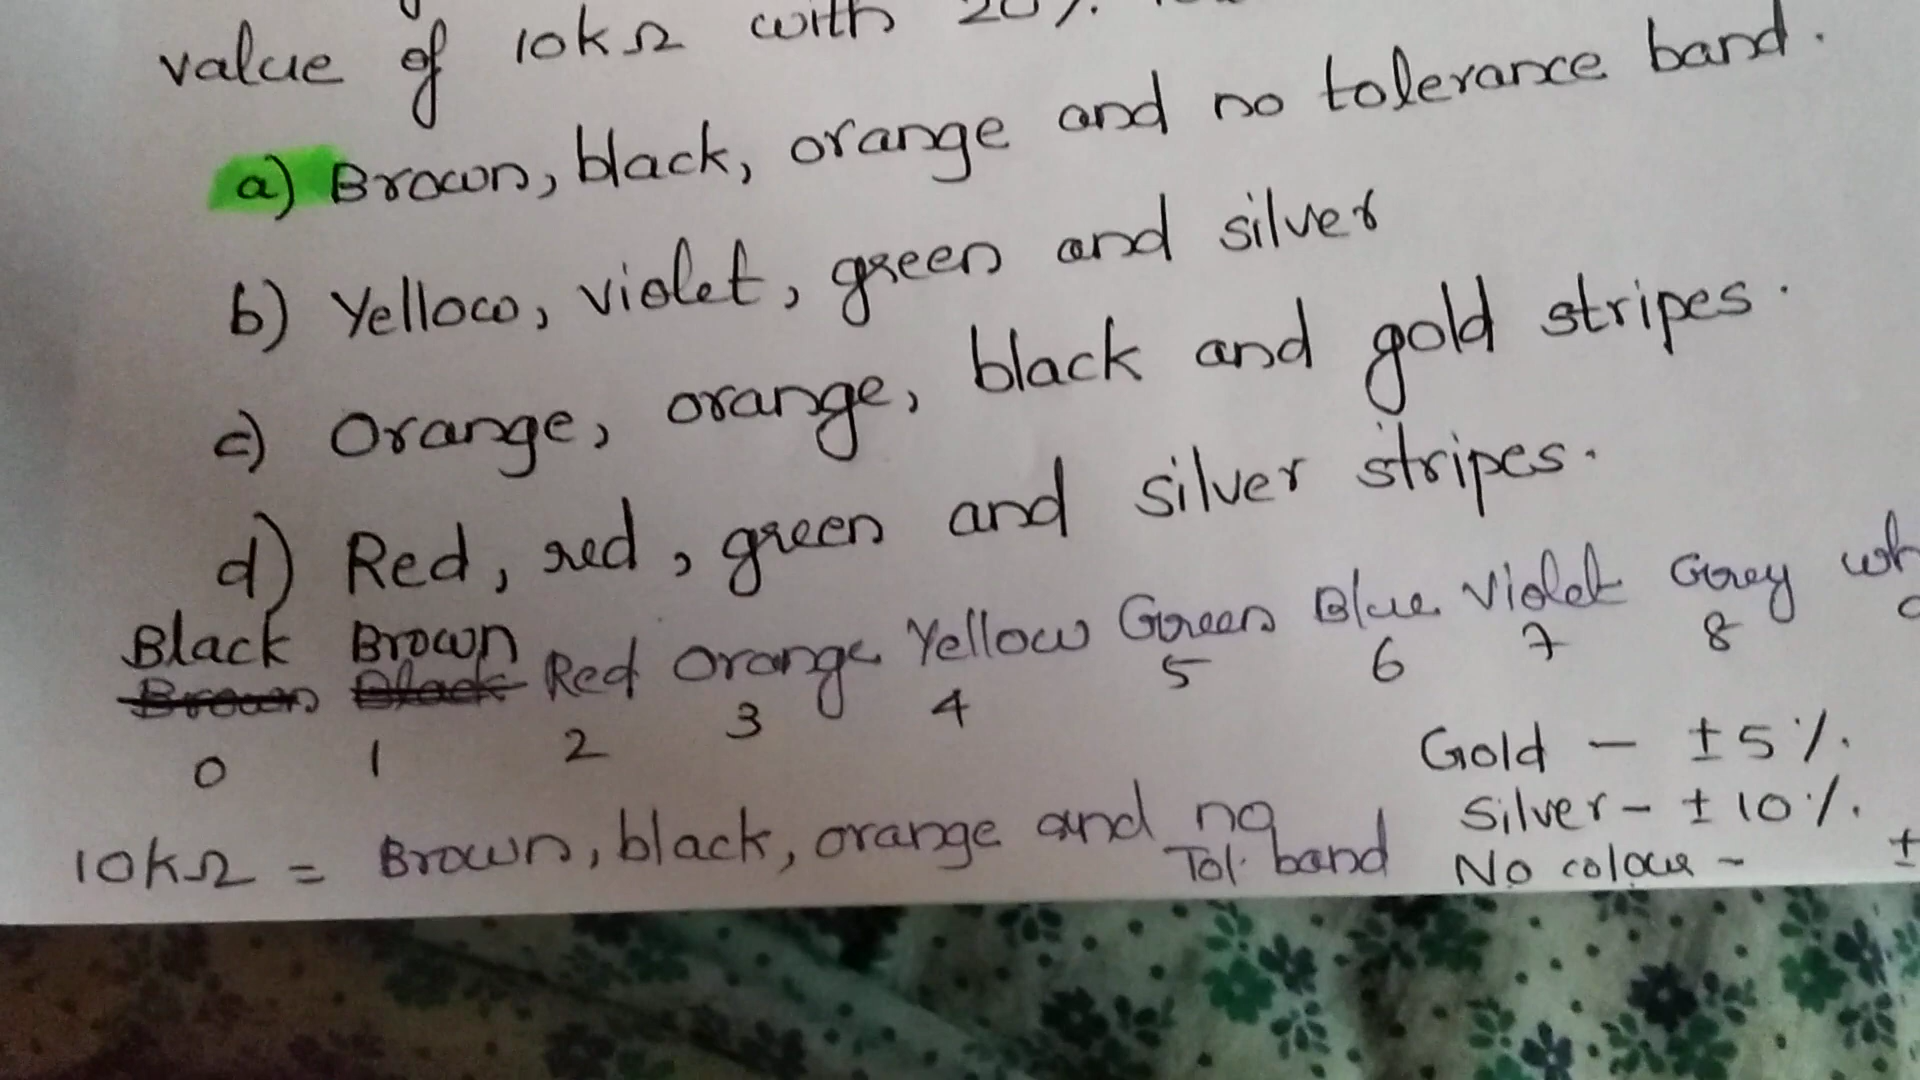 value of 10kΩ with 20%
a) Brown, black, orange and no tolerance band.
b) Yellow, violet, green and silver
c) Orange, orange, black and gold stripes.
d) Red, red, green and silver stripes.
Black Brown
Brown Black Red Orange Yellow Green Blue Violet Grey
0 1 2 3 4 5 6 7 8
Gold - ±5%.
Silver - ±10%.
No colour - ±
10kΩ = Brown, black, orange and no
Tol. band